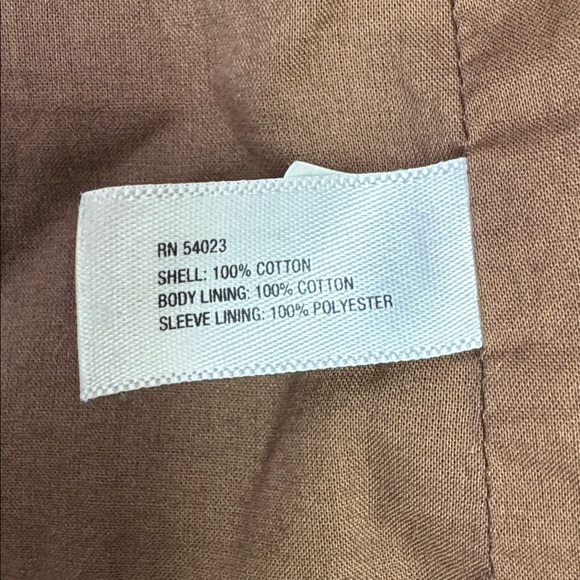 RN 54023
SHELL: 100% COTTON
BODY LINING: 100% COTTON
SLEEVE LINING: 100% POLYESTER